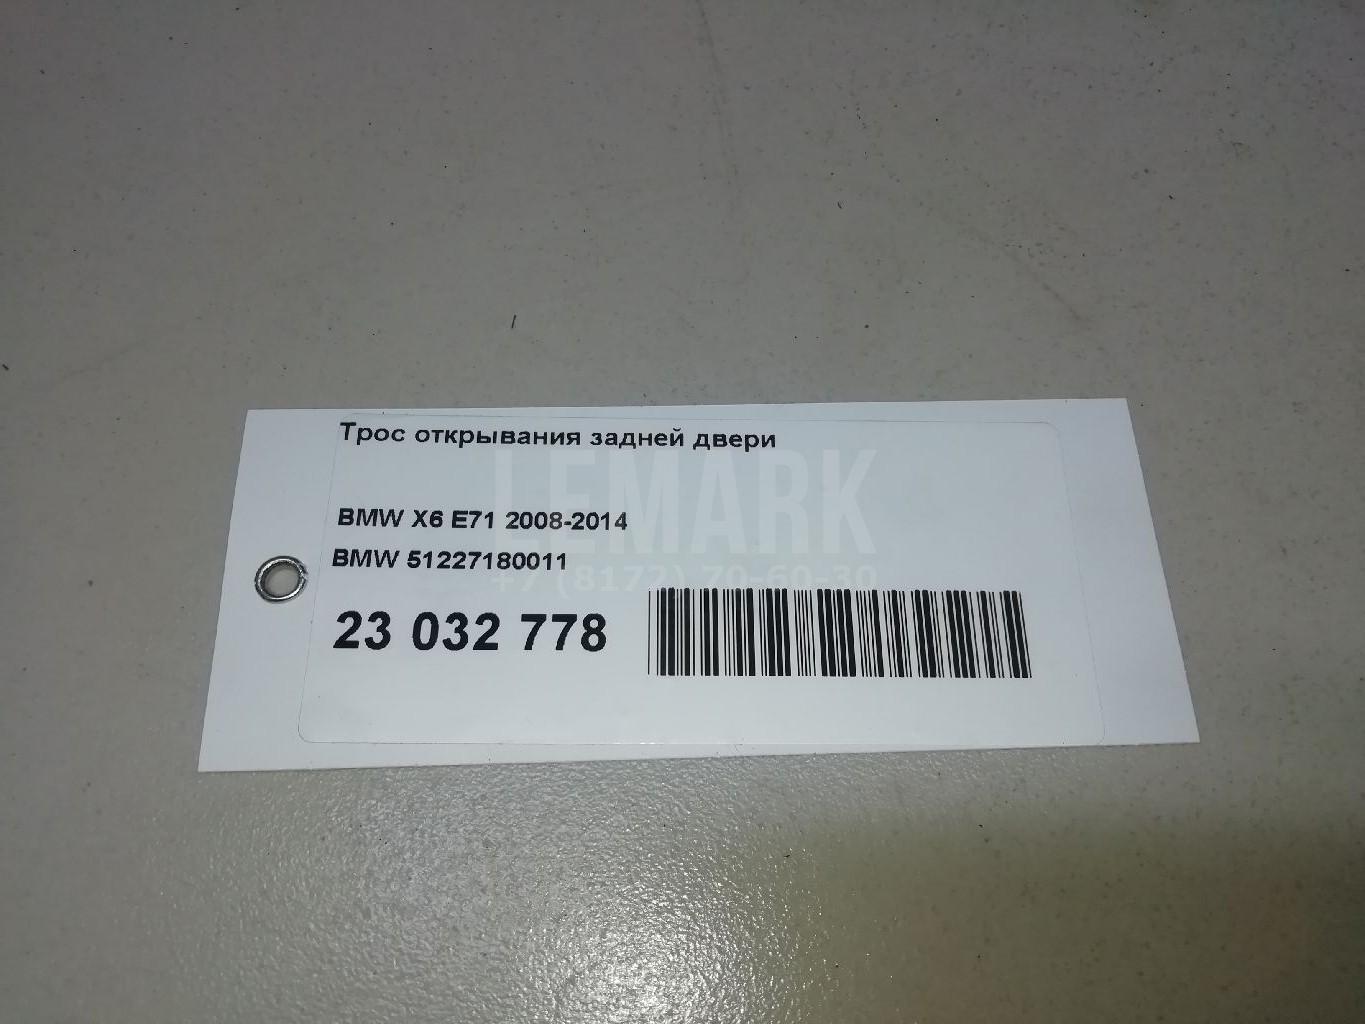 Трос открывания задней двери
LEMARK
BMW X6 E71 2008-2014
BMW 51227180011
+7 (8172) 70-60-30
23 032 778